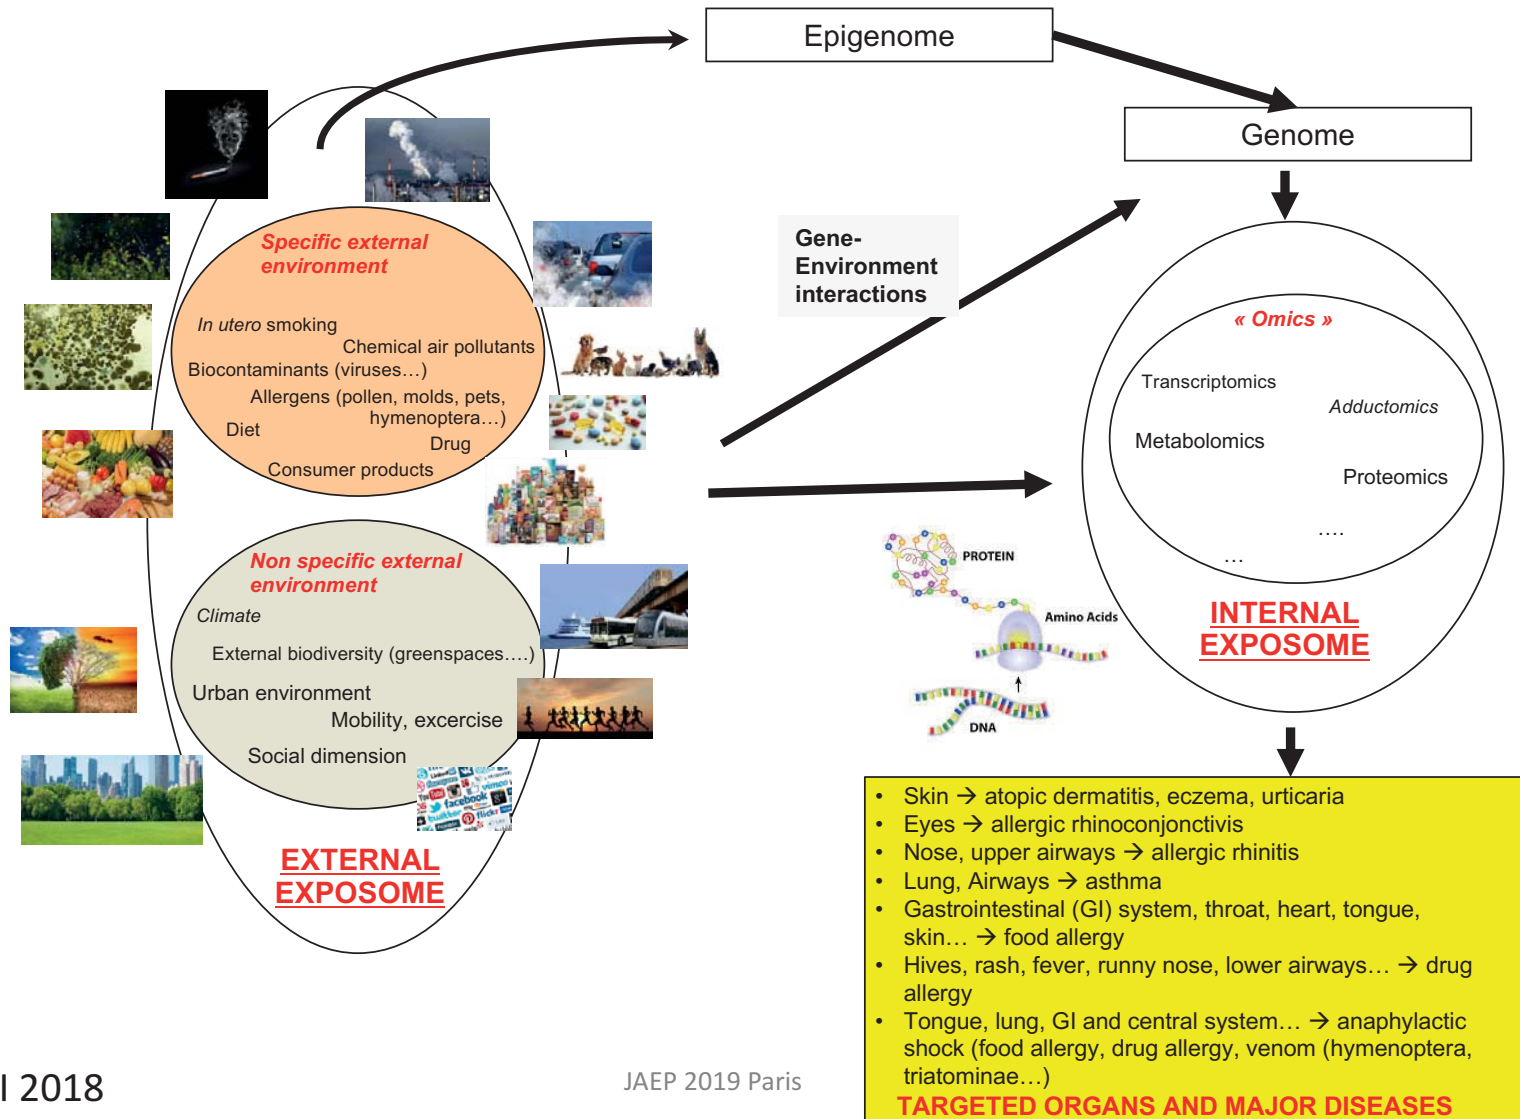 Epigenome
Genome
Gene-
Environment
interactions
Specific external
environment
In utero smoking
Chemical air pollutants
Biocontaminants (viruses…)
Allergens (pollen, molds, pets,
hymenoptera…)
Diet
Drug
Consumer products
Non specific external
environment
Climate
External biodiversity (greenspaces….)
Urban environment
Mobility, excercise
Social dimension
facebook
twitter
flickr
vimeo
EXTERNAL
EXPOSOME
« Omics »
Transcriptomics
Adductomics
Metabolomics
Proteomics
….
…
INTERNAL
EXPOSOME
PROTEIN
Amino Acids
DNA
• Skin → atopic dermatitis, eczema, urticaria
• Eyes → allergic rhinoconjonctivis
• Nose, upper airways → allergic rhinitis
• Lung, Airways → asthma
• Gastrointestinal (GI) system, throat, heart, tongue,
skin… → food allergy
• Hives, rash, fever, runny nose, lower airways… → drug
allergy
• Tongue, lung, GI and central system… → anaphylactic
shock (food allergy, drug allergy, venom (hymenoptera,
triatominae…)
TARGETED ORGANS AND MAJOR DISEASES
I 2018
JAEP 2019 Paris